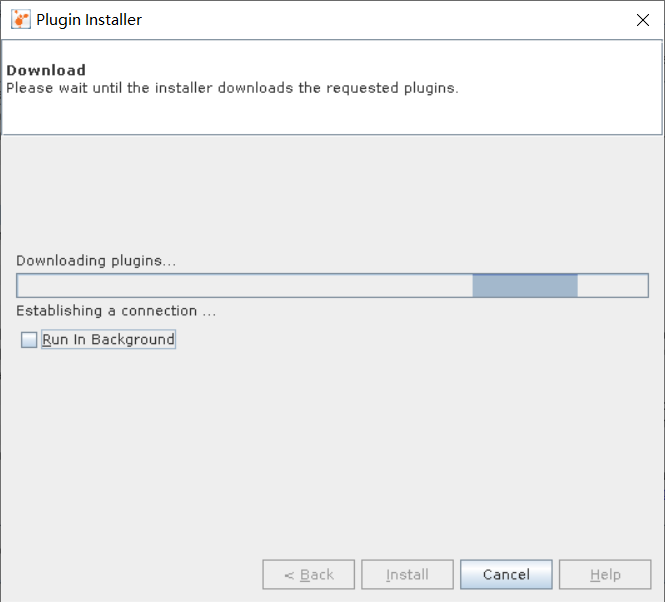 Plugin Installer
Download
Please wait until the installer downloads the requested plugins.
Downloading plugins...
Establishing a connection ...
Run In Background
< Back
Install
Cancel
Help